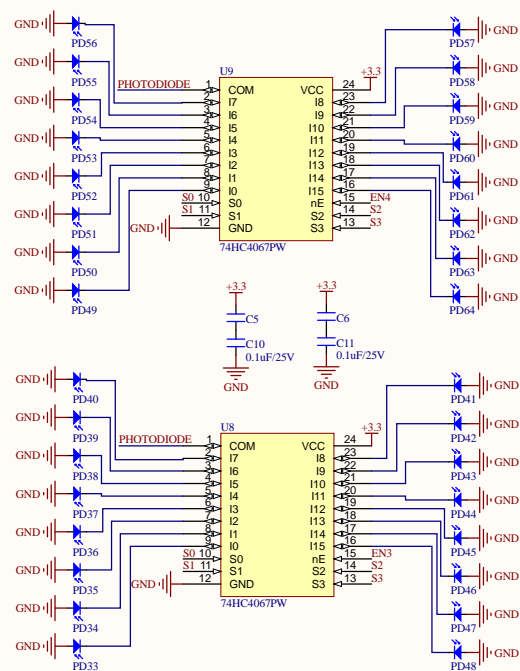 GND PD56
GND PD55
GND PD54
GND PD53
GND PD52
GND PD51
GND PD50
GND PD49
PHOTODIODE
U9
1 COM VCC 24 +3.3
2 I7 I8 23
3 I6 I9 22
4 I5 I10 21
5 I4 I11 20
6 I3 I12 19
7 I2 I13 18
8 I1 I14 17
9 I0 I15 16
S0 10 S0 nE 15 EN4
S1 11 S1 S2 14 S2
GND 12 GND S3 13 S3
74HC4067PW
PD57 GND
PD58 GND
PD59 GND
PD60 GND
PD61 GND
PD62 GND
PD63 GND
PD64 GND
+3.3
C5
C10
0.1uF/25V
GND
+3.3
C6
C11
0.1uF/25V
GND
GND PD40
GND PD39
GND PD38
GND PD37
GND PD36
GND PD35
GND PD34
GND PD33
PHOTODIODE
U8
1 COM VCC 24 +3.3
2 I7 I8 23
3 I6 I9 22
4 I5 I10 21
5 I4 I11 20
6 I3 I12 19
7 I2 I13 18
8 I1 I14 17
9 I0 I15 16
S0 10 S0 nE 15 EN3
S1 11 S1 S2 14 S2
GND 12 GND S3 13 S3
74HC4067PW
PD41 GND
PD42 GND
PD43 GND
PD44 GND
PD45 GND
PD46 GND
PD47 GND
PD48 GND